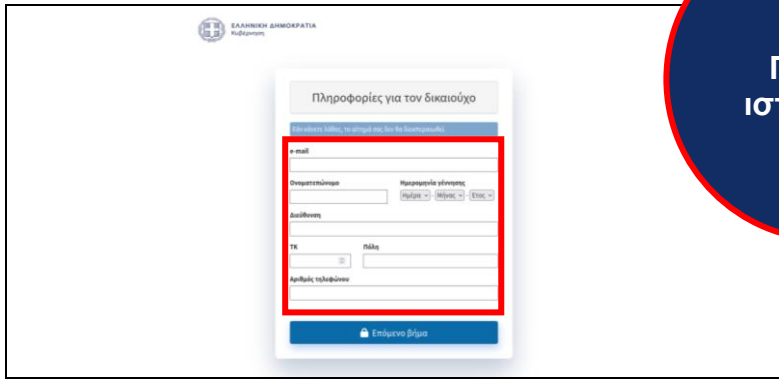 ΕΛΛΗΝΙΚΗ ΔΗΜΟΚΡΑΤΙΑ
Κυβέρνηση
Πληροφορίες για τον δικαιούχο
Εάν κάνετε λάθος, το αίτημά σας δεν θα διεκπεραιωθεί.
e-mail
Ονοματεπώνυμο Ημερομηνία γέννησης
Ημέρα - Μήνας - Έτος
Διεύθυνση
ΤΚ Πόλη
Αριθμός τηλεφώνου
Επόμενο βήμα